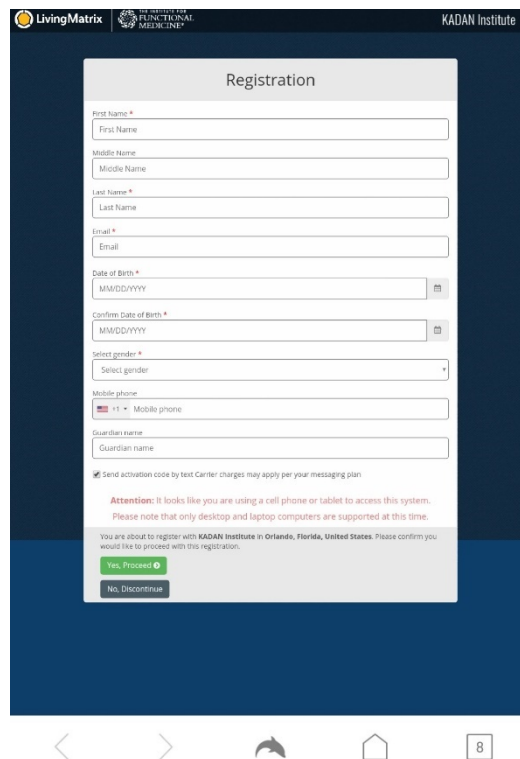 LivingMatrix
THE INSTITUTE FOR
FUNCTIONAL
MEDICINE®
KADAN Institute
Registration
First Name *
First Name
Middle Name
Middle Name
Last Name *
Last Name
Email *
Email
Date of Birth *
MM/DD/YYYY
Confirm Date of Birth *
MM/DD/YYYY
Select gender *
Select gender
Mobile phone
+1 Mobile phone
Guardian name
Guardian name
Send activation code by text Carrier charges may apply per your messaging plan
Attention: It looks like you are using a cell phone or tablet to access this system.
Please note that only desktop and laptop computers are supported at this time.
You are about to register with KADAN Institute in Orlando, Florida, United States. Please confirm you
would like to proceed with this registration.
Yes, Proceed
No, Discontinue
8